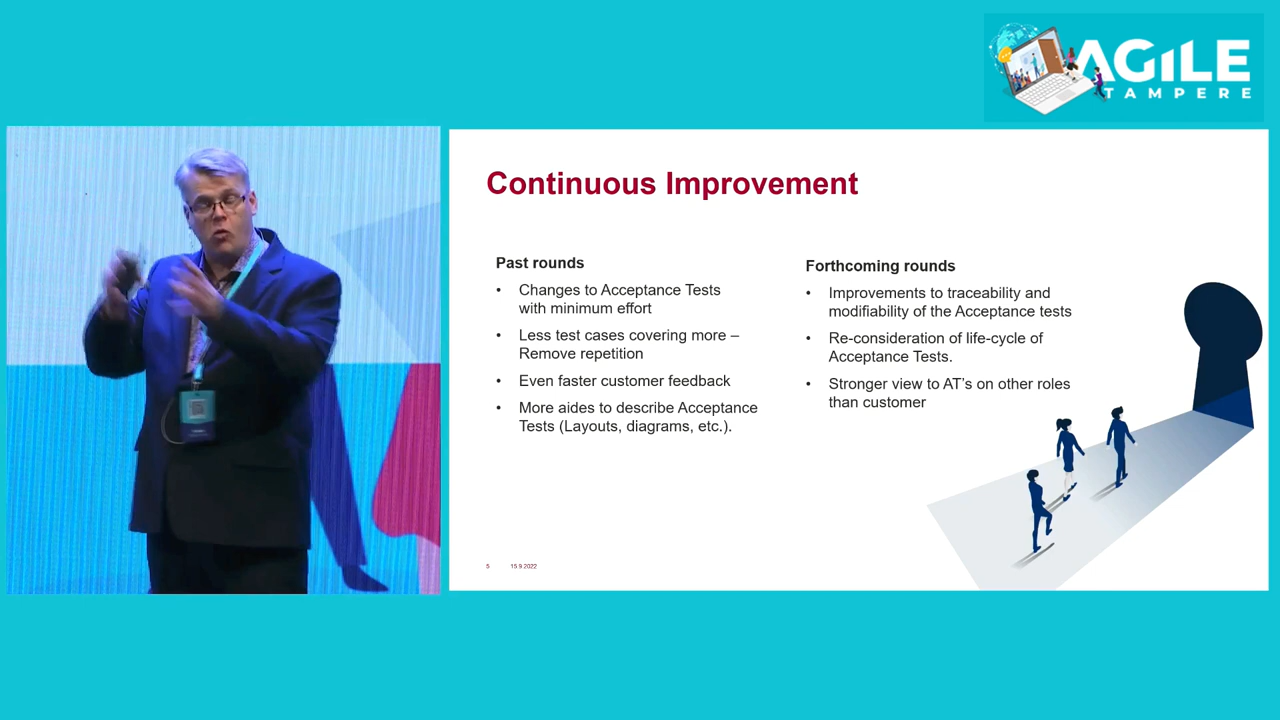 AGILE
TAMPERE
Continuous Improvement
Past rounds
• Changes to Acceptance Tests
with minimum effort
• Less test cases covering more –
Remove repetition
• Even faster customer feedback
• More aides to describe Acceptance
Tests (Layouts, diagrams, etc.).
Forthcoming rounds
• Improvements to traceability and
modifiability of the Acceptance tests
• Re-consideration of life-cycle of
Acceptance Tests.
• Stronger view to AT’s on other roles
than customer
5 15.9.2022